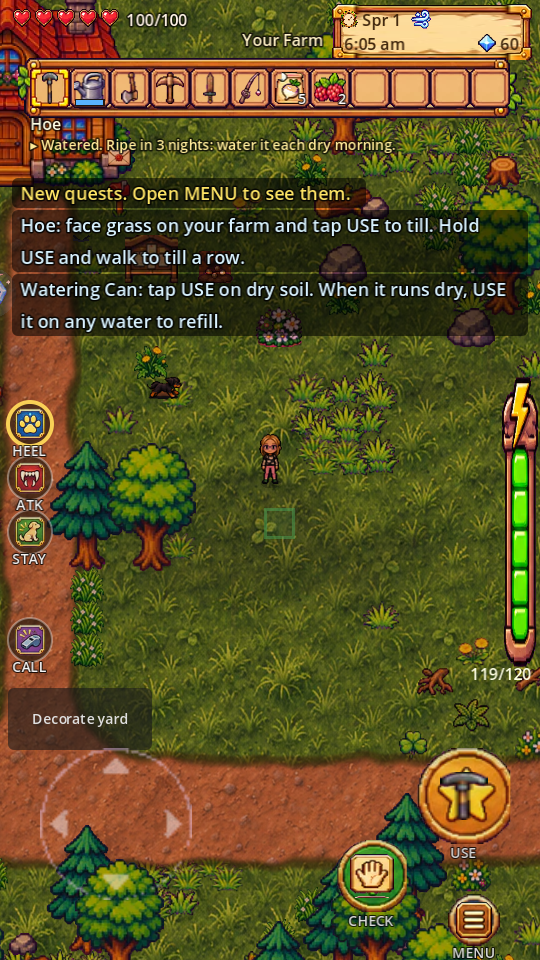 100/100
Your Farm
Spr 1
6:05 am
60
5
2
Hoe
▸ Watered. Ripe in 3 nights: water it each dry morning.
New quests. Open MENU to see them.
Hoe: face grass on your farm and tap USE to till. Hold
USE and walk to till a row.
Watering Can: tap USE on dry soil. When it runs dry, USE
it on any water to refill.
HEEL
ATK
STAY
CALL
119/120
Decorate yard
USE
CHECK
MENU